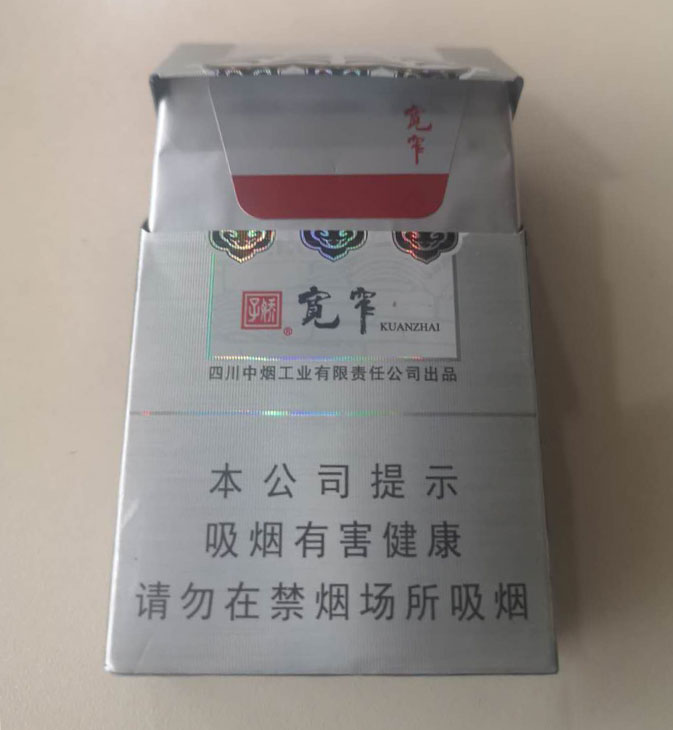 宽窄
娇子® 宽窄 KUANZHAI
四川中烟工业有限责任公司出品
本公司提示
吸烟有害健康
请勿在禁烟场所吸烟